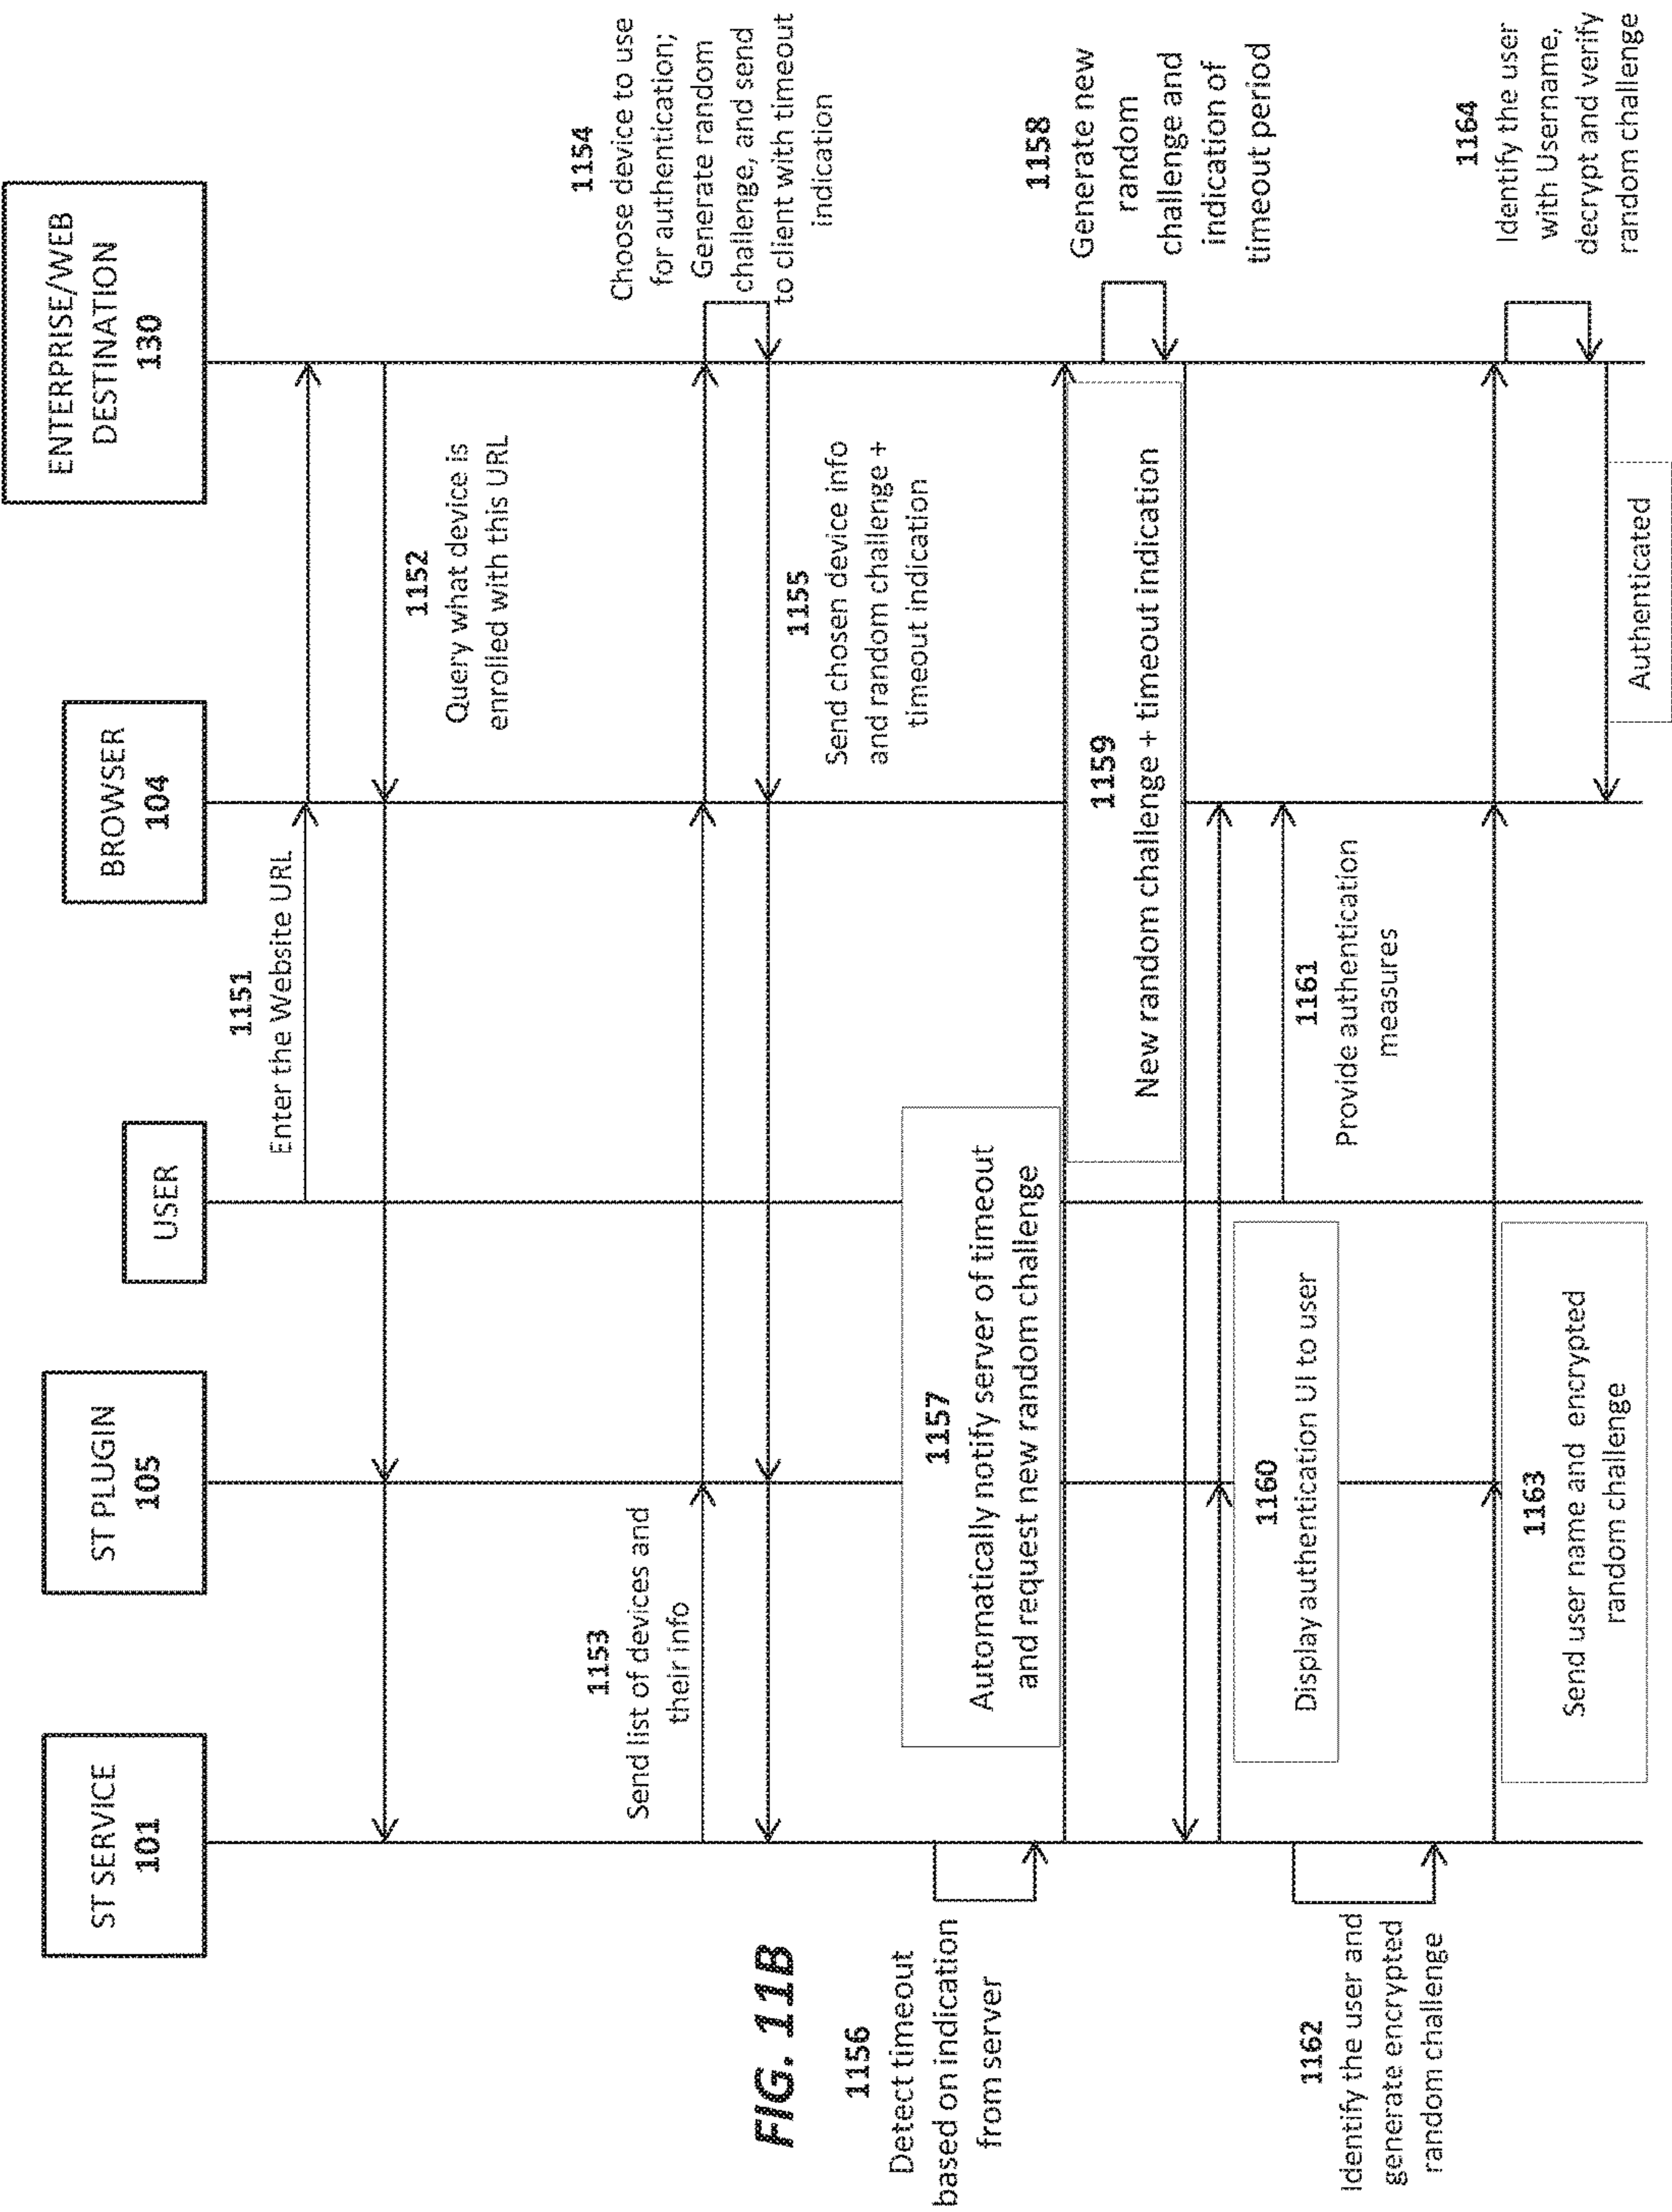 ST SERVICE
101
ST PLUGIN
105
USER
BROWSER
104
ENTERPRISE/WEB
DESTINATION
130
1151
Enter the Website URL
1152
Query what device is
enrolled with this URL
1153
Send list of devices and
their info
1154
Choose device to use
for authentication;
Generate random
challenge, and send
to client with timeout
indication
1155
Send chosen device info
and random challenge +
timeout indication
FIG. 11B
1156
Detect timeout
based on indication
from server
1157
Automatically notify server of timeout
and request new random challenge
1158
Generate new
random
challenge and
indication of
timeout period
1159
New random challenge + timeout indication
1160
Display authentication UI to user
1161
Provide authentication
measures
1162
Identify the user and
generate encrypted
random challenge
1163
Send user name and encrypted
random challenge
1164
Identify the user
with Username,
decrypt and verify
random challenge
Authenticated